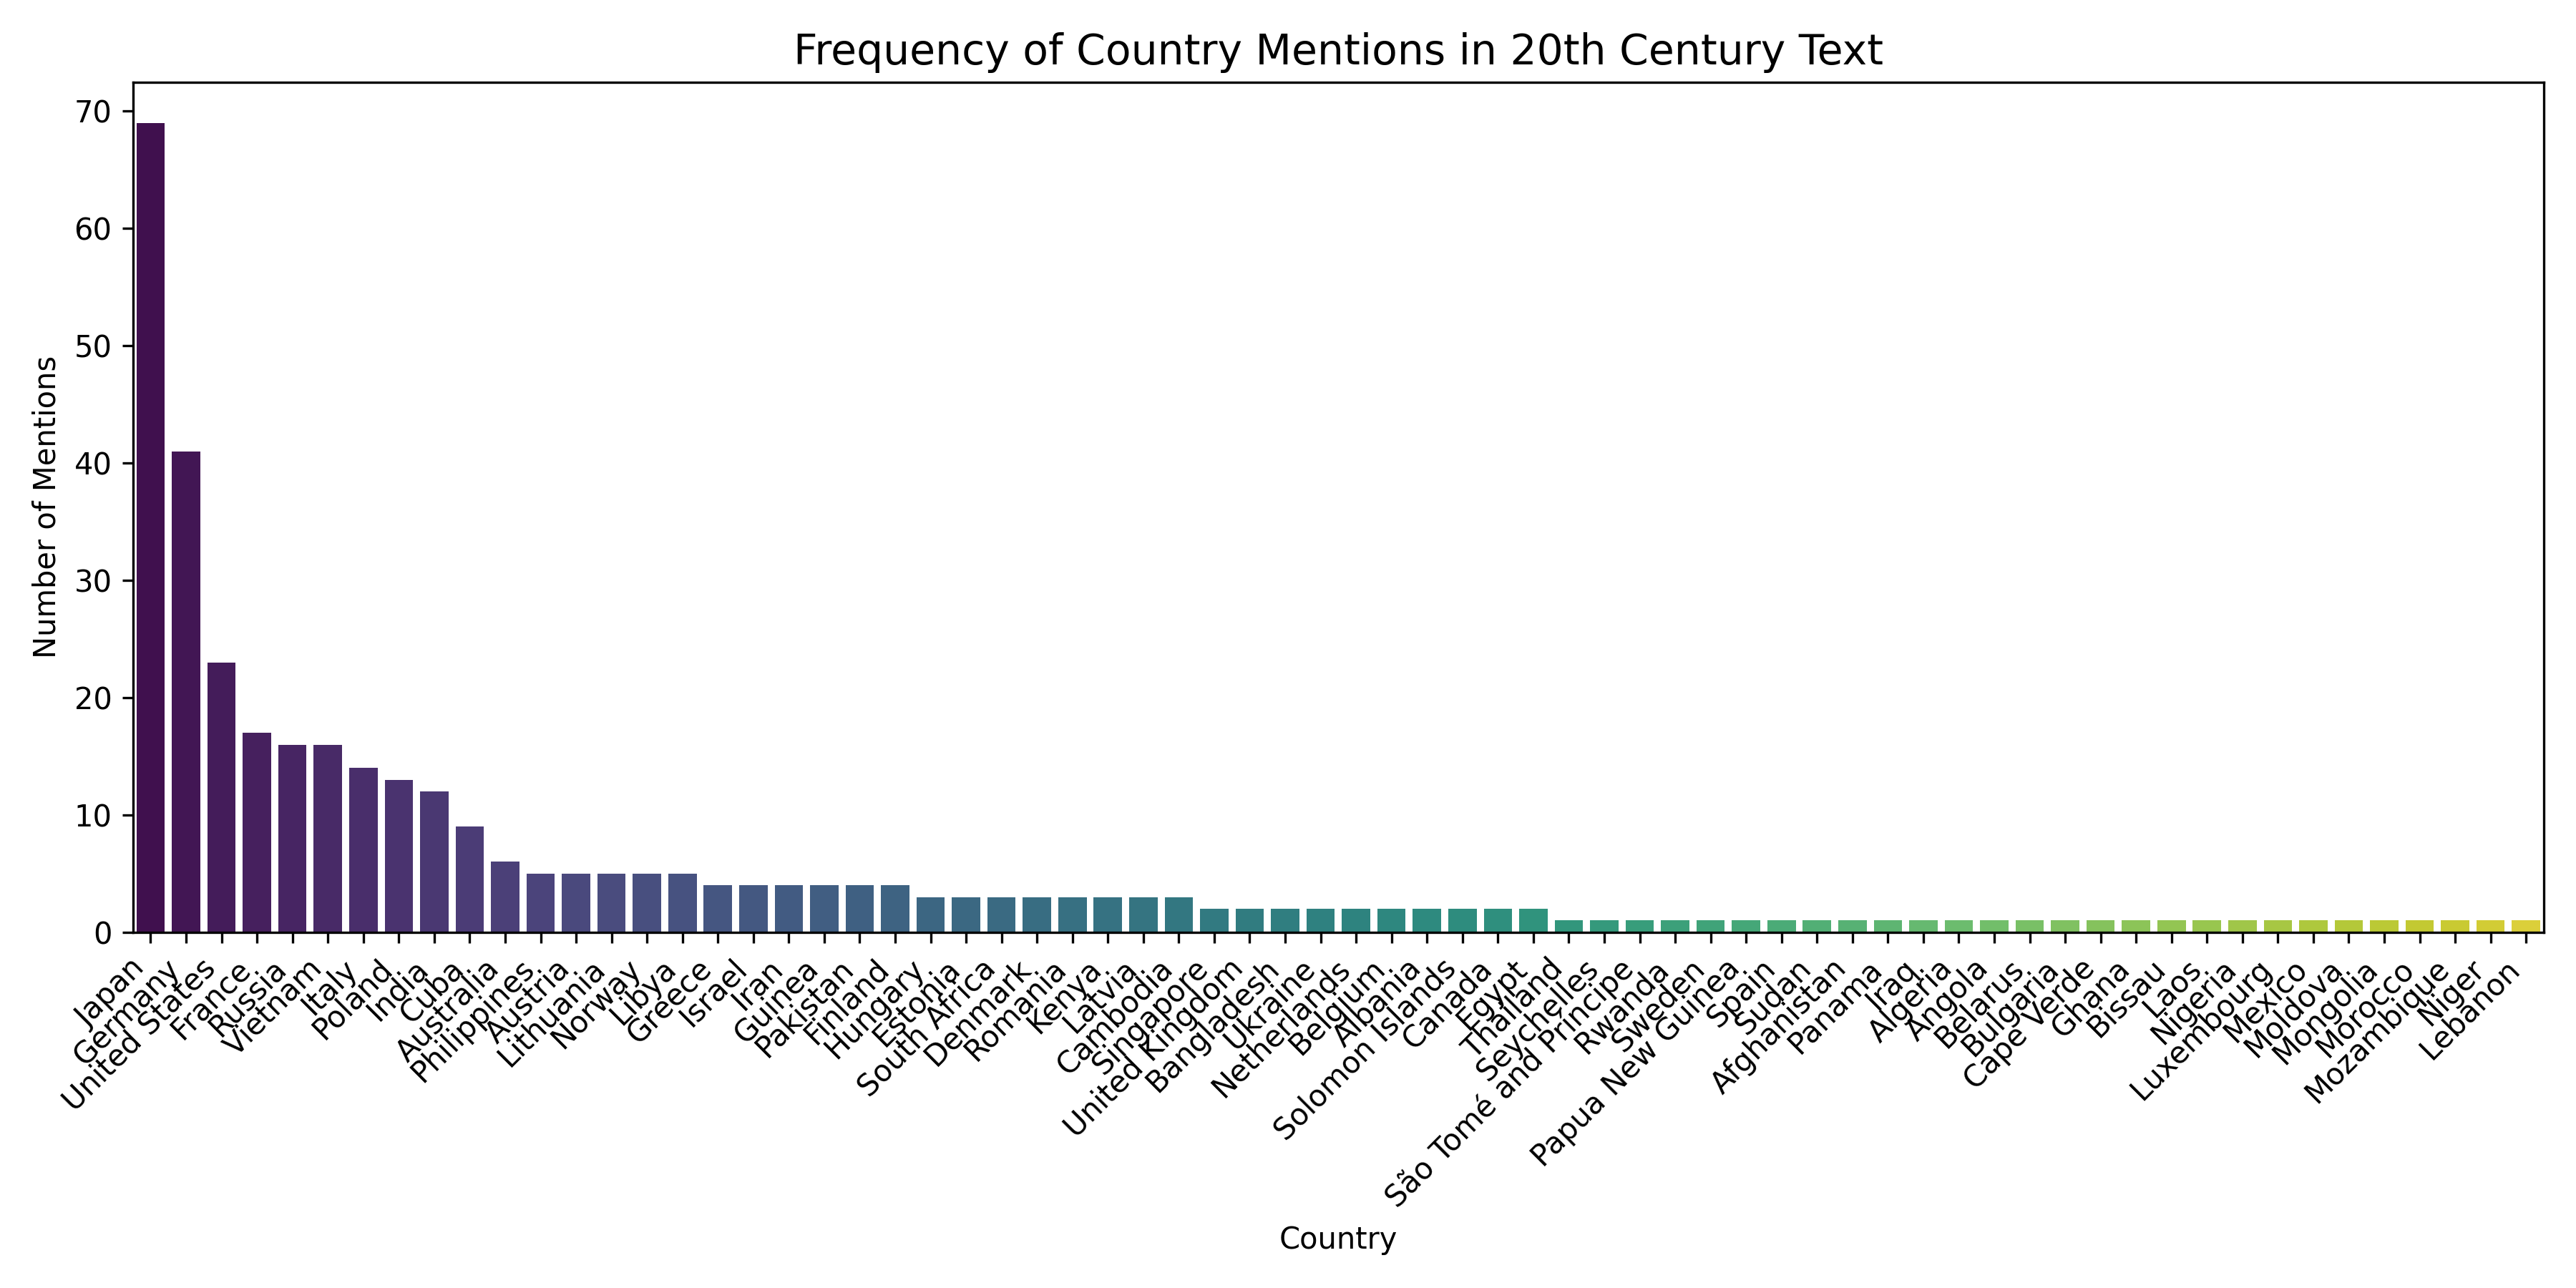 Frequency of Country Mentions in 20th Century Text
Number of Mentions
70
60
50
40
30
20
10
0
Japan
Germany
United States
France
Russia
Vietnam
Italy
Poland
India
Cuba
Australia
Philippines
Austria
Lithuania
Norway
Libya
Greece
Israel
Iran
Guinea
Pakistan
Finland
Hungary
Estonia
South Africa
Denmark
Romania
Kenya
Latvia
Cambodia
Singapore
United Kingdom
Bangladesh
Ukraine
Netherlands
Belgium
Albania
Solomon Islands
Canada
Egypt
Thailand
Seychelles
São Tomé and Principe
Rwanda
Sweden
Papua New Guinea
Spain
Sudan
Afghanistan
Panama
Iraq
Algeria
Angola
Belarus
Bulgaria
Cape Verde
Ghana
Bissau
Laos
Nigeria
Luxembourg
Mexico
Moldova
Mongolia
Morocco
Mozambique
Niger
Lebanon
Country